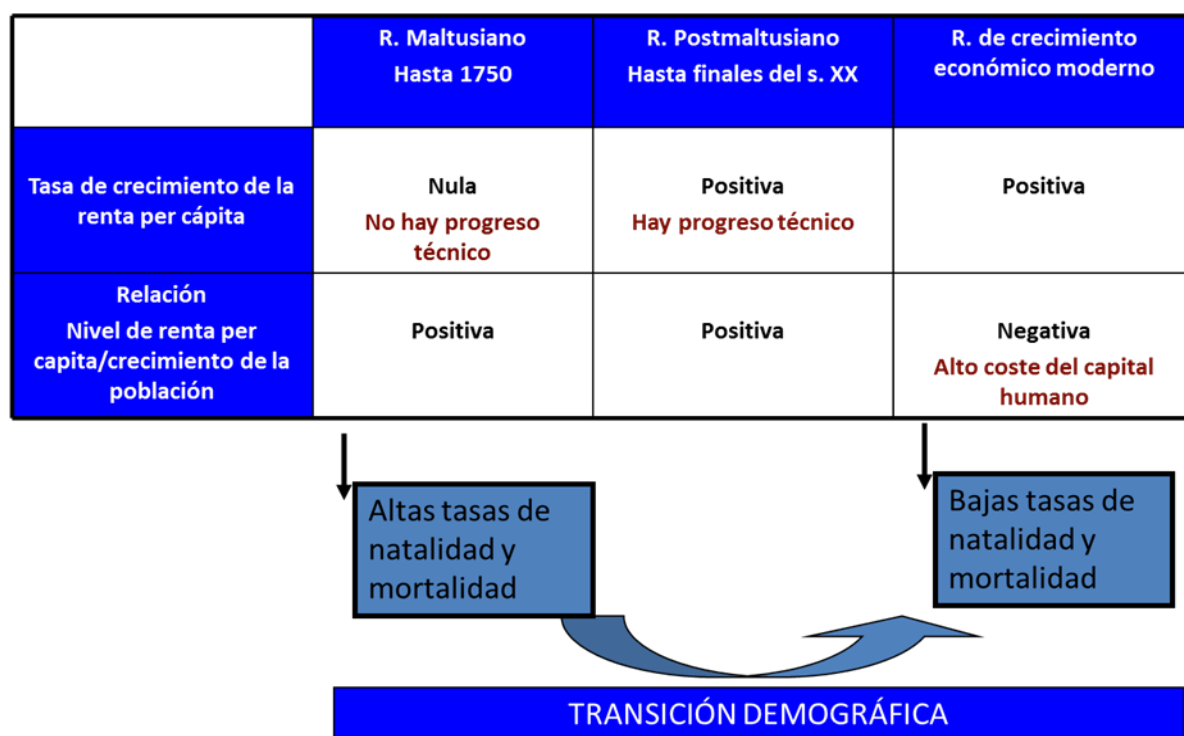 R. Maltusiano
Hasta 1750
R. Postmaltusiano
Hasta finales del s. XX
R. de crecimiento
económico moderno
Tasa de crecimiento de la
renta per cápita
Nula
No hay progreso
técnico
Positiva
Hay progreso técnico
Positiva
Relación
Nivel de renta per
capita/crecimiento de la
población
Positiva
Positiva
Negativa
Alto coste del capital
humano
Altas tasas de
natalidad y
mortalidad
Bajas tasas de
natalidad y
mortalidad
TRANSICIÓN DEMOGRÁFICA